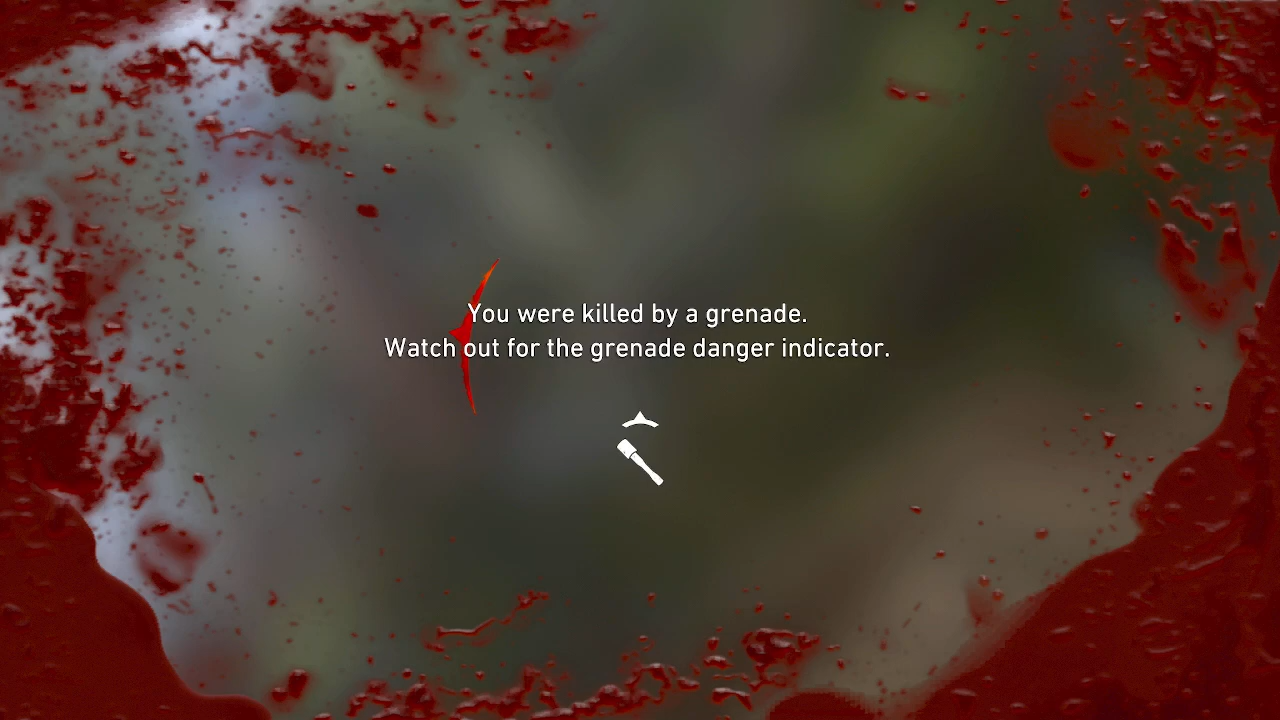 You were killed by a grenade.
Watch out for the grenade danger indicator.